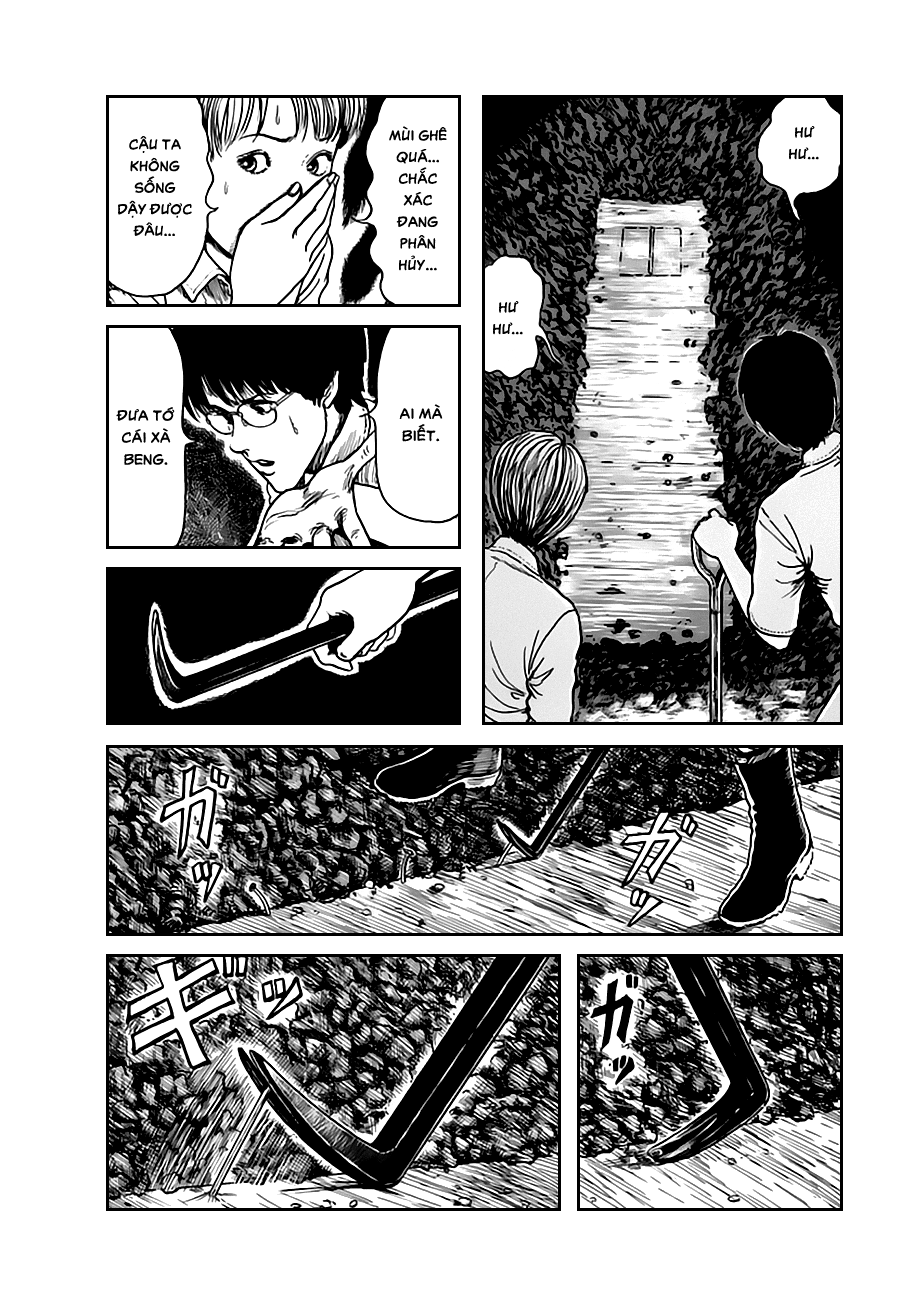 HƯ
HƯ...
HƯ
HƯ...
MÙI GHÊ
QUÁ...
CHẮC
XÁC
ĐANG
PHÂN
HỦY...
CẬU TA
KHÔNG
SỐNG
DẬY ĐƯỢC
ĐÂU...
AI MÀ
BIẾT.
ĐƯA TỚ
CÁI XÀ
BENG.
ガッ
ガッ
ガッ
ギッ